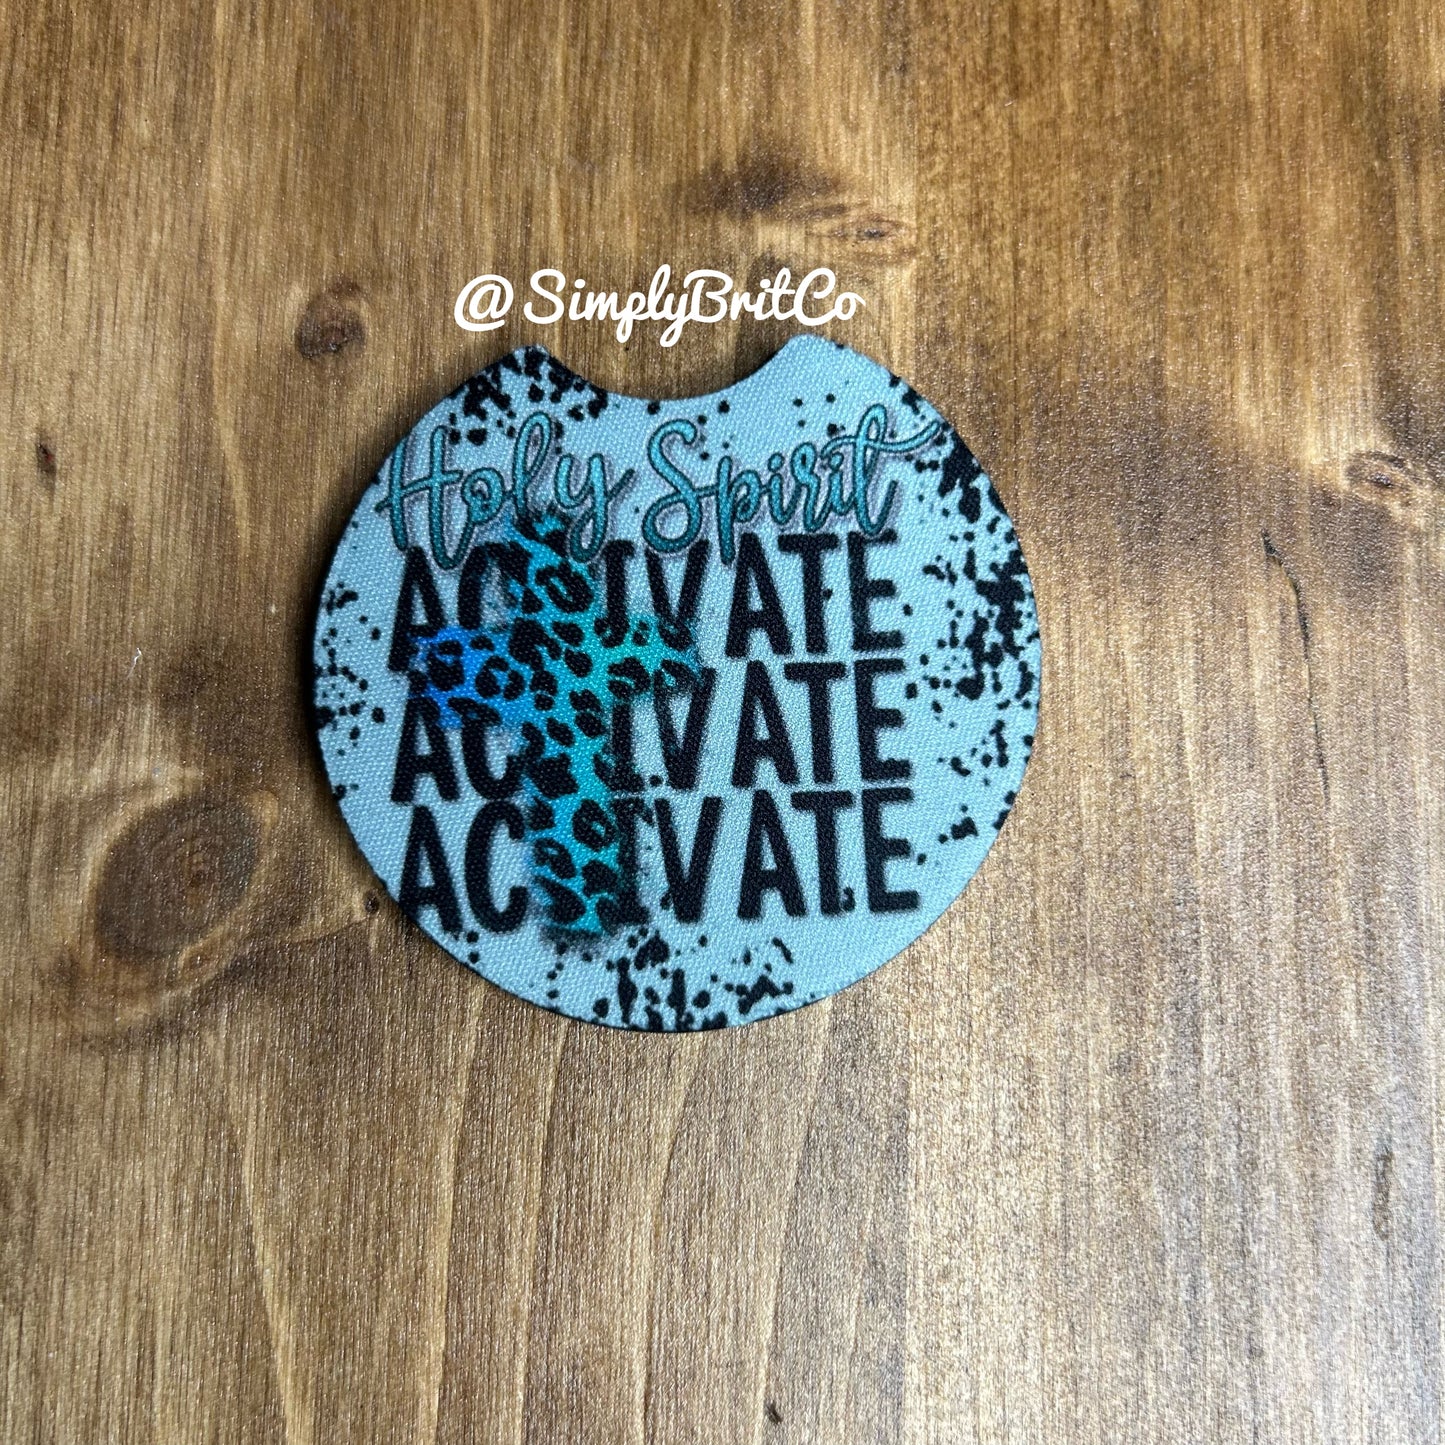 @SimplyBritCo
Holy Spirit
ACTIVATE
ACTIVATE
ACTIVATE